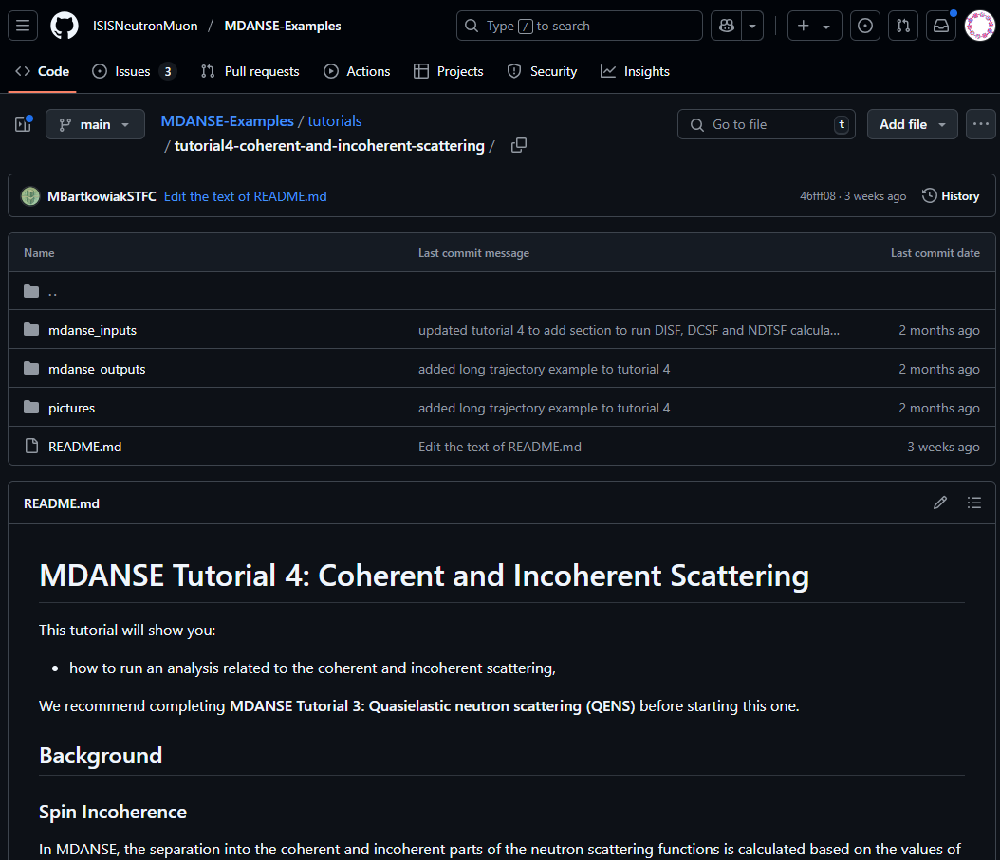 ISISNeutronMuon / MDANSE-Examples Type / to search
Code Issues 3 Pull requests Actions Projects Security Insights
main MDANSE-Examples / tutorials Go to file t Add file
/ tutorial4-coherent-and-incoherent-scattering /
MBartkowiakSTFC Edit the text of README.md 46fff08 · 3 weeks ago History
Name Last commit message Last commit date
..
mdanse_inputs updated tutorial 4 to add section to run DISF, DCSF and NDTSF calcula... 2 months ago
mdanse_outputs added long trajectory example to tutorial 4 2 months ago
pictures added long trajectory example to tutorial 4 2 months ago
README.md Edit the text of README.md 3 weeks ago
README.md
MDANSE Tutorial 4: Coherent and Incoherent Scattering
This tutorial will show you:
• how to run an analysis related to the coherent and incoherent scattering,
We recommend completing MDANSE Tutorial 3: Quasielastic neutron scattering (QENS) before starting this one.
Background
Spin Incoherence
In MDANSE, the separation into the coherent and incoherent parts of the neutron scattering functions is calculated based on the values of